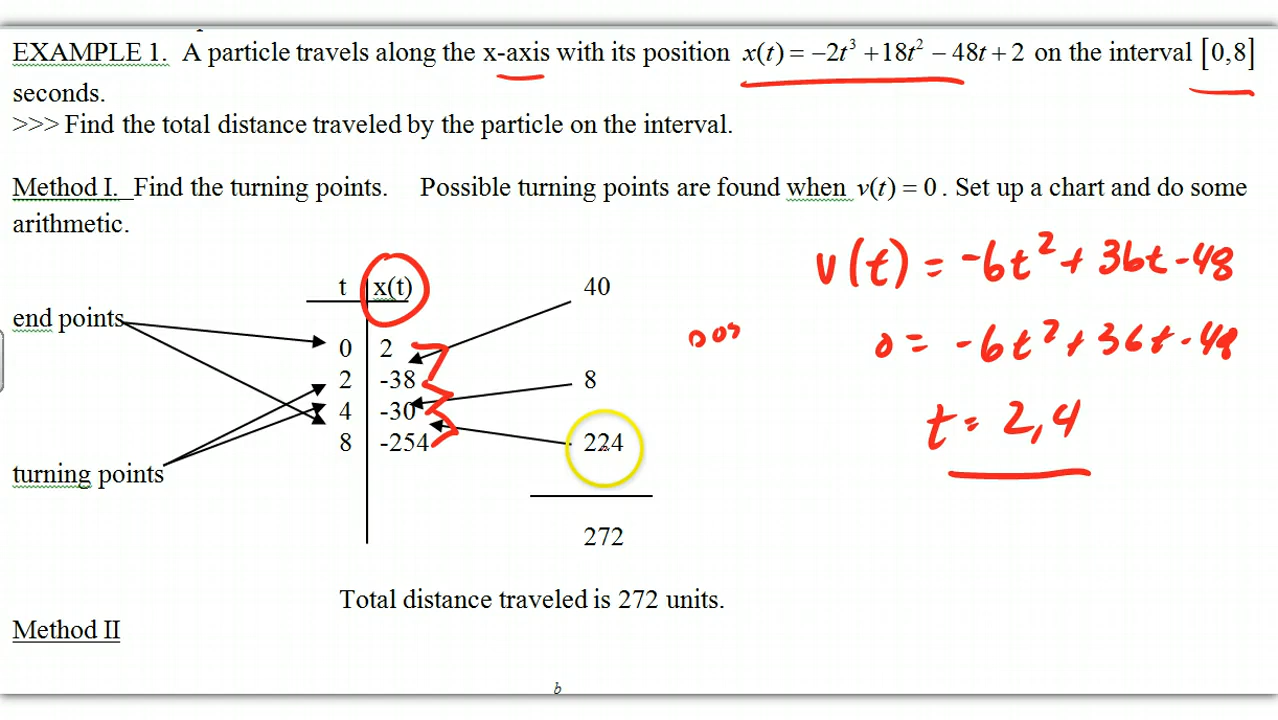 EXAMPLE 1. A particle travels along the x-axis with its position x(t) = −2t³ + 18t² − 48t + 2 on the interval [0,8]
seconds.
>>> Find the total distance traveled by the particle on the interval.
Method I. Find the turning points. Possible turning points are found when v(t) = 0. Set up a chart and do some
arithmetic.
v(t) = -6t² + 36t - 48
t x(t) 40
end points
0 2
0 = -6t² + 36t - 48
2 -38 8
4 -30
t = 2,4
8 -254 224
turning points
272
Total distance traveled is 272 units.
Method II
b